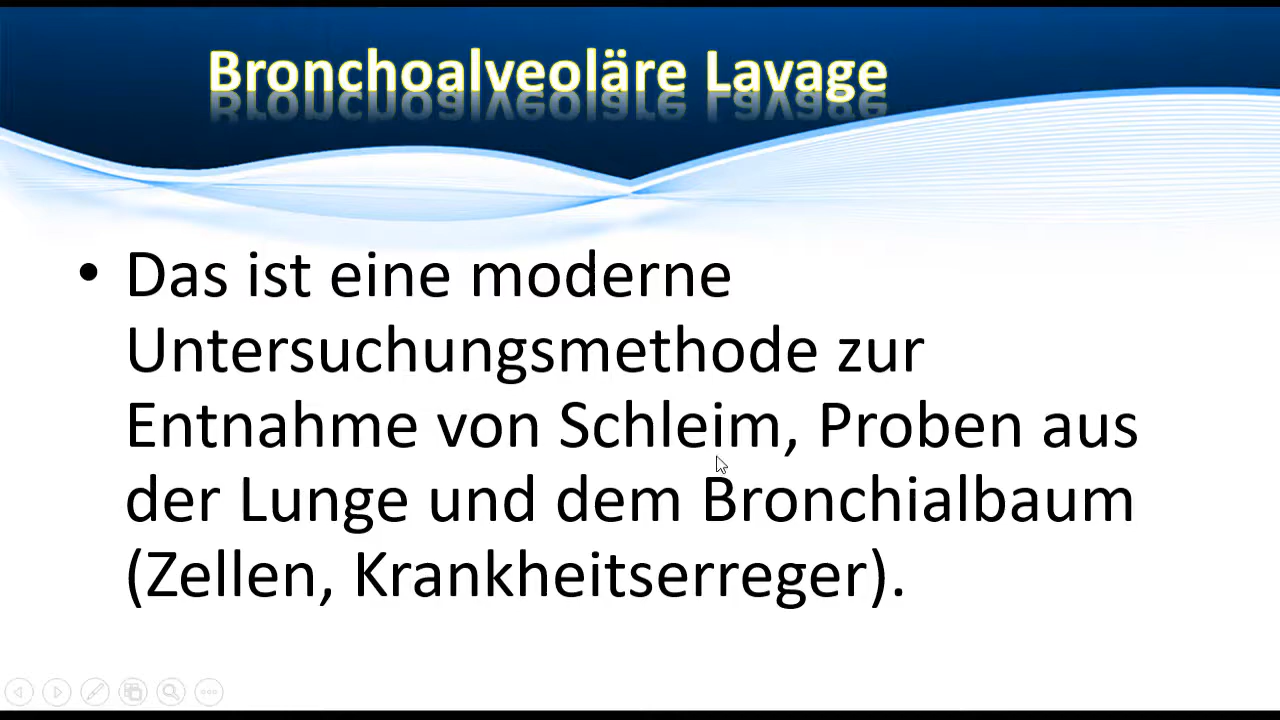 Bronchoalveoläre Lavage
• Das ist eine moderne
Untersuchungsmethode zur
Entnahme von Schleim, Proben aus
der Lunge und dem Bronchialbaum
(Zellen, Krankheitserreger).